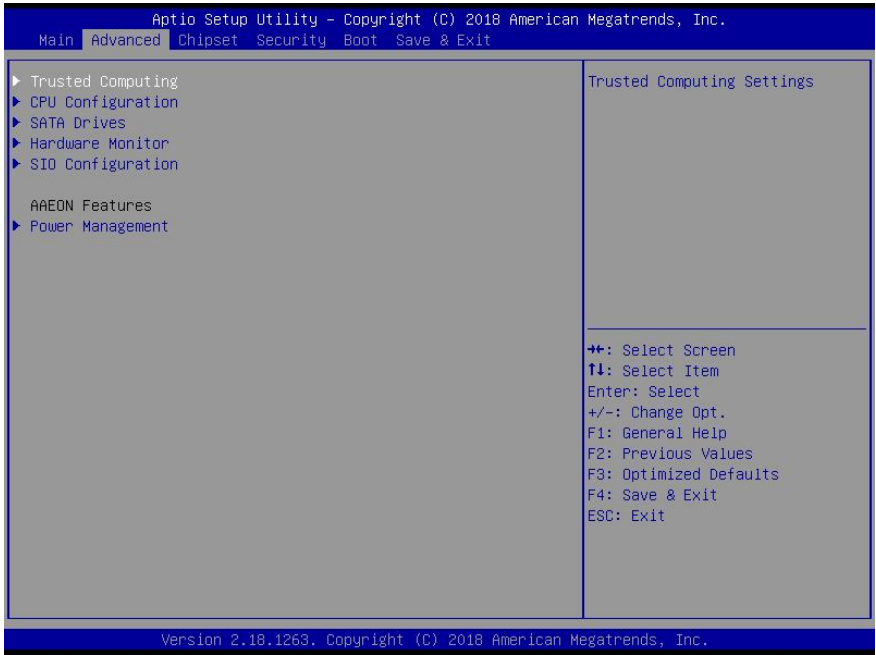 Aptio Setup Utility – Copyright (C) 2018 American Megatrends, Inc.
Main Advanced Chipset Security Boot Save & Exit
Trusted Computing
CPU Configuration
SATA Drives
Hardware Monitor
SIO Configuration
AAEON Features
Power Management
Trusted Computing Settings
→←: Select Screen
↑↓: Select Item
Enter: Select
+/-: Change Opt.
F1: General Help
F2: Previous Values
F3: Optimized Defaults
F4: Save & Exit
ESC: Exit
Version 2.18.1263. Copyright (C) 2018 American Megatrends, Inc.